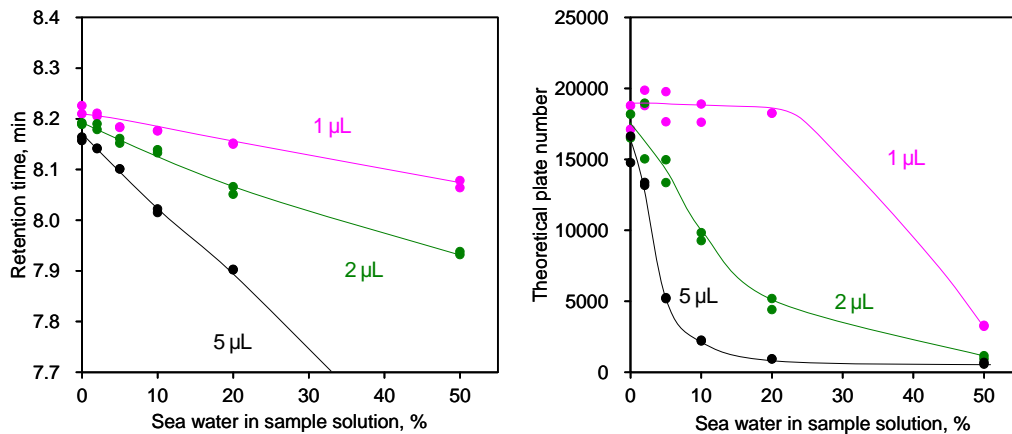 8.4
8.3
8.2
8.1
8.0
7.9
7.8
7.7
Retention time, min
0
10
20
30
40
50
Sea water in sample solution, %
1 µL
2 µL
5 µL
25000
20000
15000
10000
5000
0
Theoretical plate number
0
10
20
30
40
50
Sea water in sample solution, %
1 µL
2 µL
5 µL